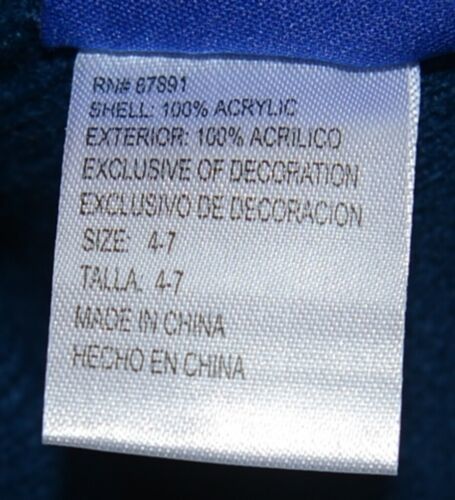 RN# 87891
SHELL: 100% ACRYLIC
EXTERIOR: 100% ACRILICO
EXCLUSIVE OF DECORATION
EXCLUSIVO DE DECORACION
SIZE: 4-7
TALLA: 4-7
MADE IN CHINA
HECHO EN CHINA